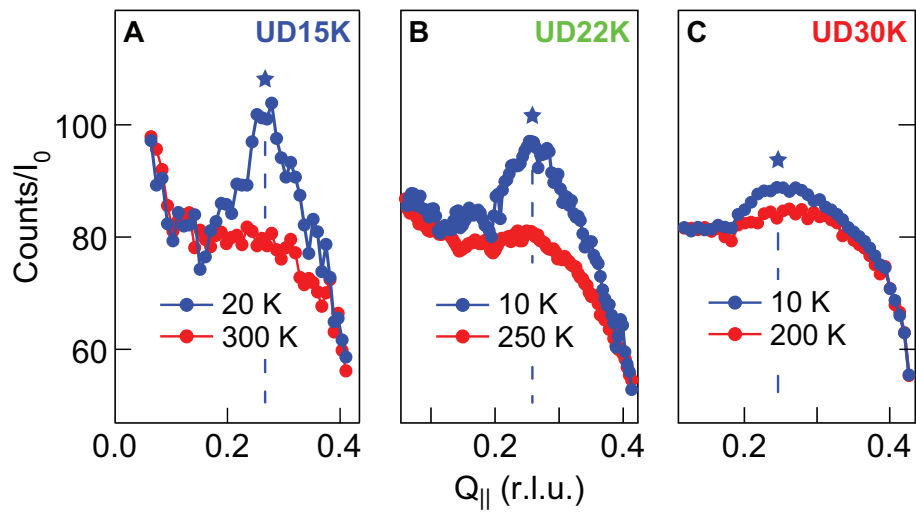 A UD15K
B UD22K
C UD30K
Counts/I0
100
80
60
20 K
300 K
10 K
250 K
10 K
200 K
0.0 0.2 0.4
0.2 0.4
0.2 0.4
Q|| (r.l.u.)